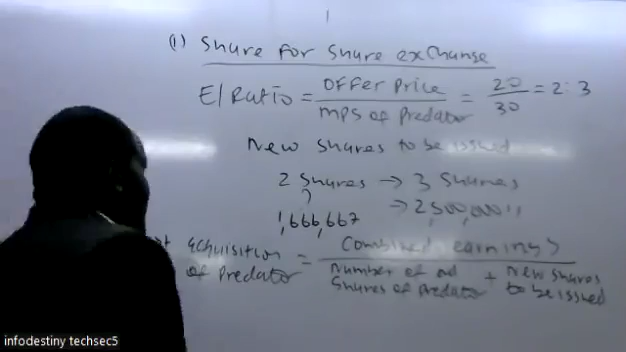 (1) Share for Share exchange
E/Ratio = Offer Price / MPS of Predator = 20 / 30 = 2:3
New Shares to be issued
2 Shares → 3 Shares
?
1,666,667 → 2,500,000 ,,
acquisition of Predator = Combined earnings / Number of old Shares of Predator + New Shares to be issued
infodestiny techsec5